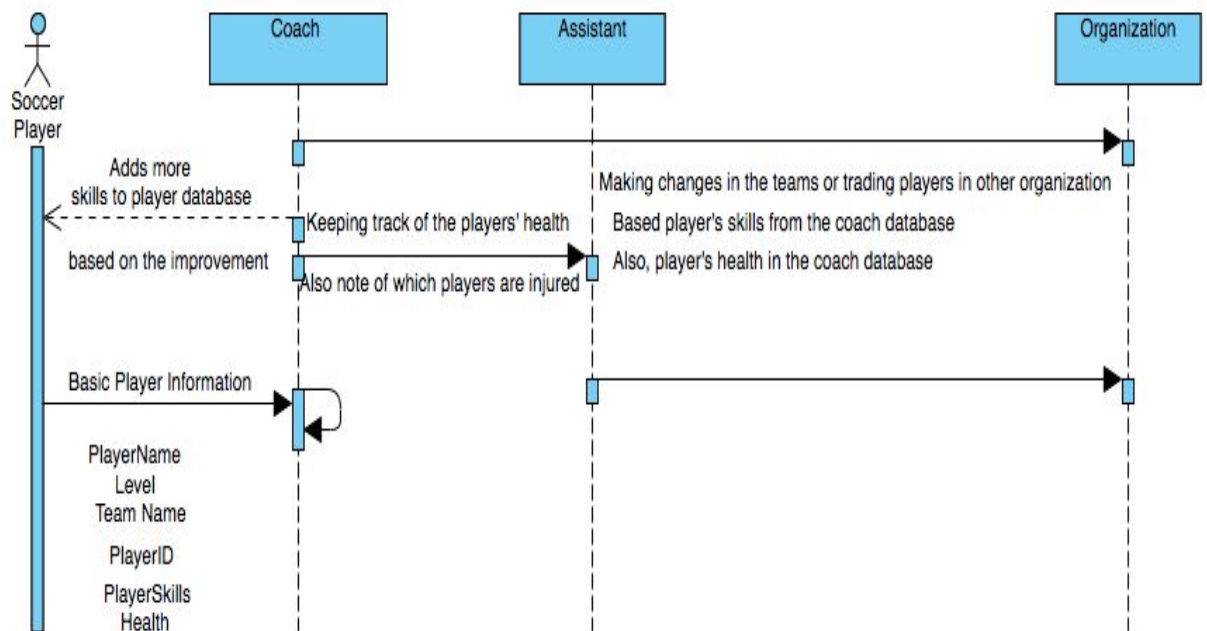 Coach
Assistant
Organization
Soccer
Player
Adds more
skills to player database
based on the improvement
Making changes in the teams or trading players in other organization
Keeping track of the players' health
Based player's skills from the coach database
Also, player's health in the coach database
Also note of which players are injured
Basic Player Information
PlayerName
Level
Team Name
PlayerID
PlayerSkills
Health